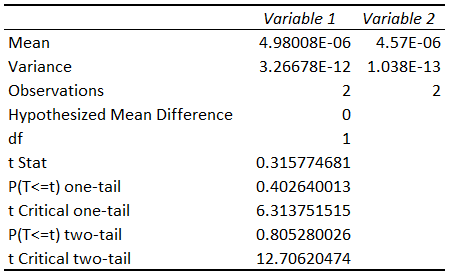 Variable 1 Variable 2
Mean 4.98008E-06 4.57E-06
Variance 3.26678E-12 1.038E-13
Observations 2 2
Hypothesized Mean Difference 0
df 1
t Stat 0.315774681
P(T<=t) one-tail 0.402640013
t Critical one-tail 6.313751515
P(T<=t) two-tail 0.805280026
t Critical two-tail 12.70620474